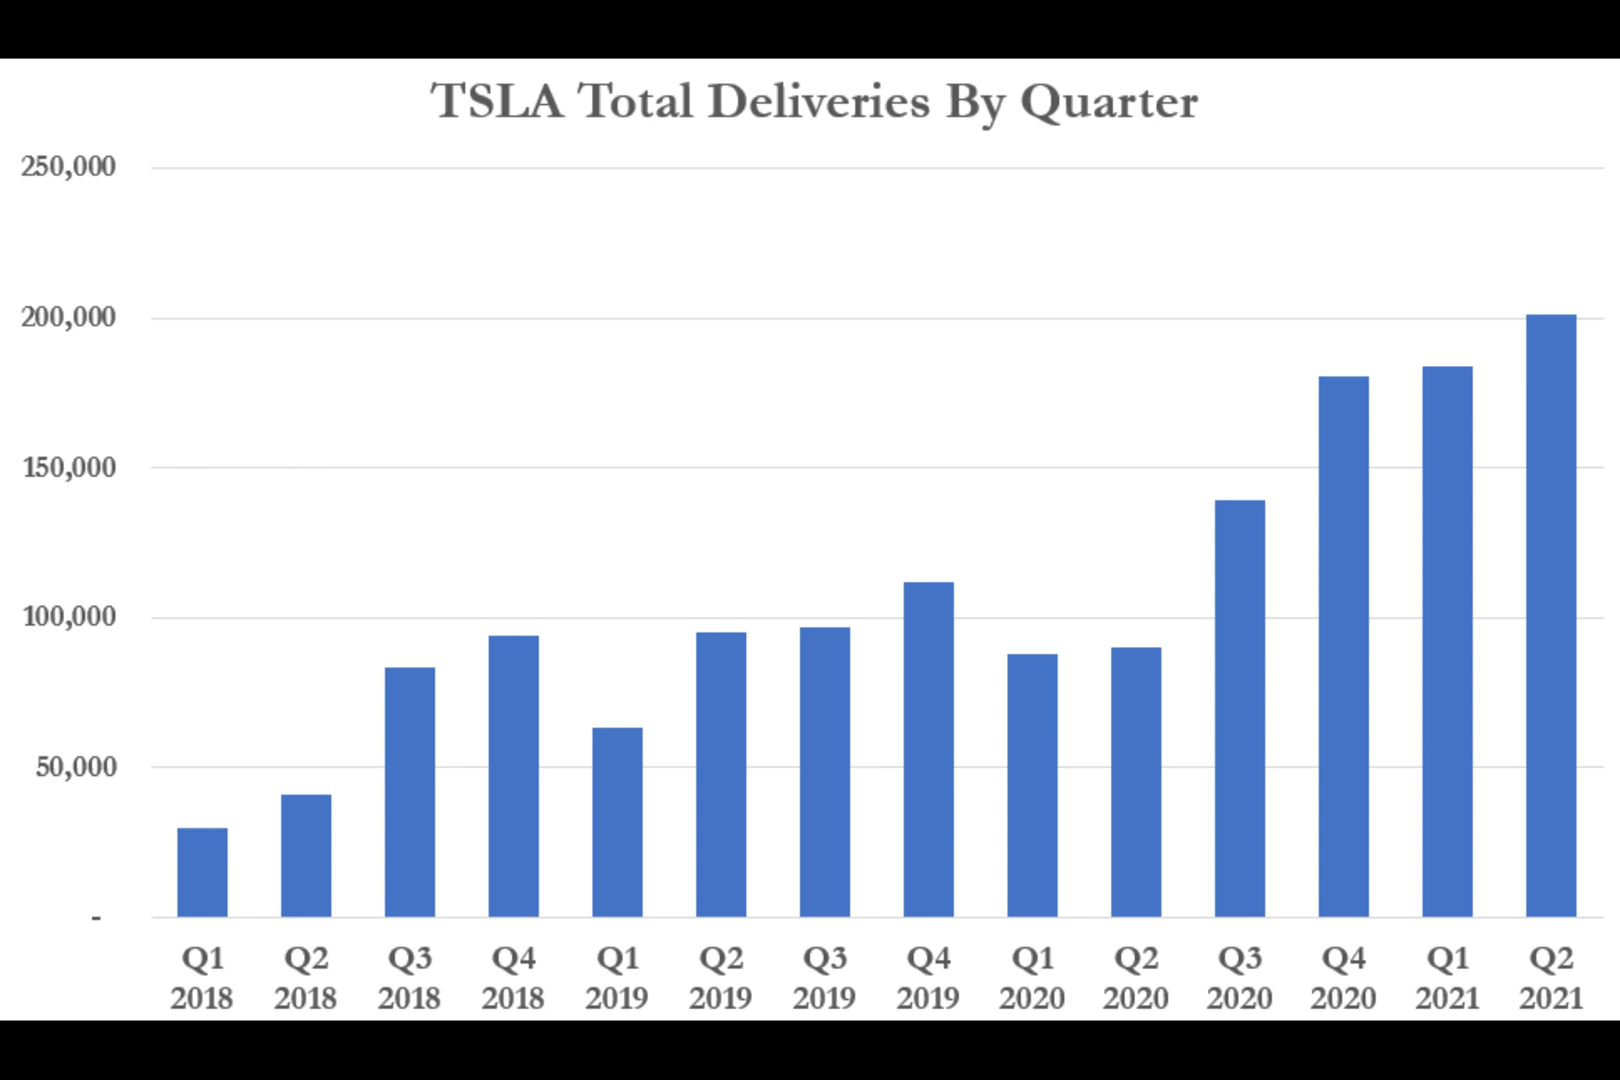 TSLA Total Deliveries By Quarter
250,000
200,000
150,000
100,000
50,000
-
Q1 Q2 Q3 Q4 Q1 Q2 Q3 Q4 Q1 Q2 Q3 Q4 Q1 Q2
2018 2018 2018 2018 2019 2019 2019 2019 2020 2020 2020 2020 2021 2021